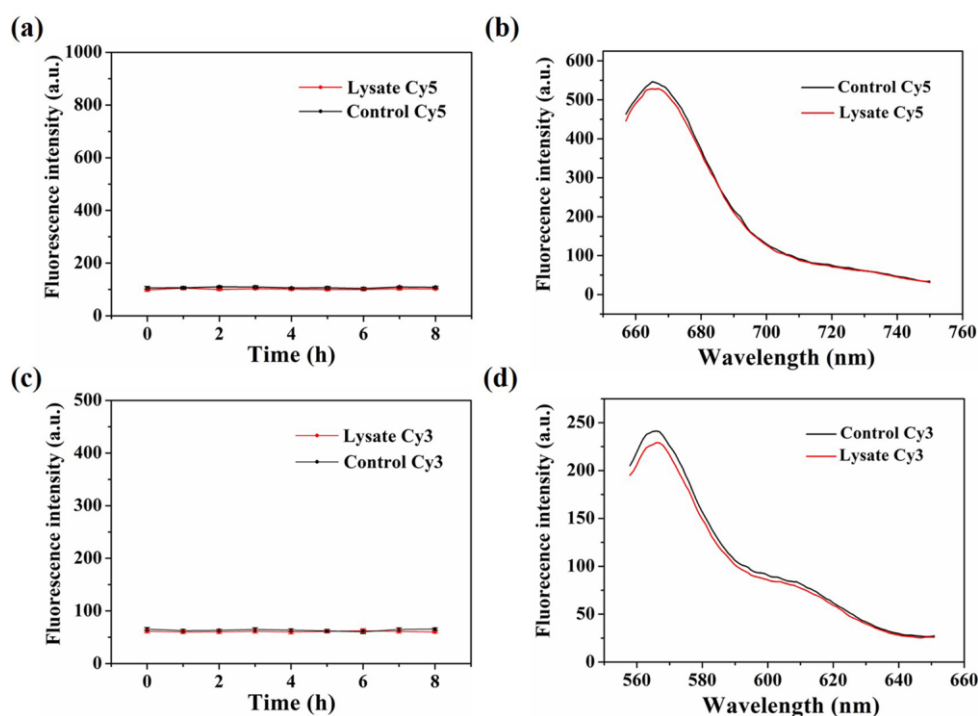 (a)
1000
800
600
400
200
0
Fluorescence intensity (a.u.)
Lysate Cy5
Control Cy5
0 2 4 6 8
Time (h)
(b)
600
500
400
300
200
100
0
Fluorecence intensity (a.u.)
Control Cy5
Lysate Cy5
660 680 700 720 740 760
Wavelength (nm)
(c)
500
400
300
200
100
0
Fluorescence intensity (a.u.)
Lysate Cy3
Control Cy3
0 2 4 6 8
Time (h)
(d)
250
200
150
100
50
0
Fluorescence intensity (a.u.)
Control Cy3
Lysate Cy3
560 580 600 620 640 660
Wavelength (nm)